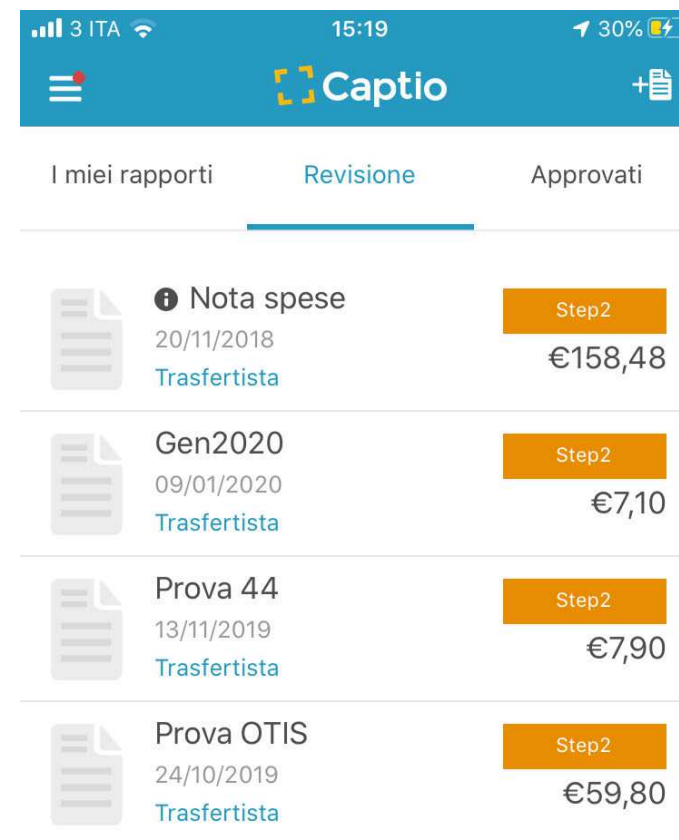 3 ITA 15:19 30%
Captio
I miei rapporti Revisione Approvati
Nota spese
Step2
20/11/2018
€158,48
Trasfertista
Gen2020
Step2
09/01/2020
€7,10
Trasfertista
Prova 44
Step2
13/11/2019
€7,90
Trasfertista
Prova OTIS
Step2
24/10/2019
€59,80
Trasfertista